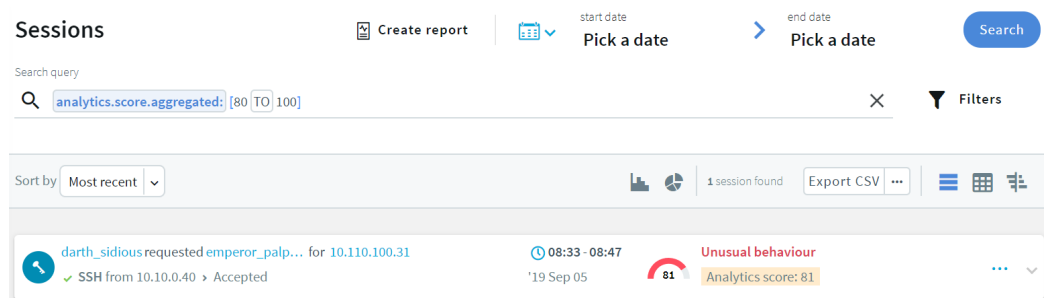 Sessions
Create report
start date
Pick a date
end date
Pick a date
Search
Search query
analytics.score.aggregated: [80 TO 100]
Filters
Sort by Most recent
1 session found
Export CSV ...
darth_sidious requested emperor_palp... for 10.110.100.31
08:33 - 08:47
Unusual behaviour
SSH from 10.10.0.40 > Accepted
'19 Sep 05
81
Analytics score: 81
...